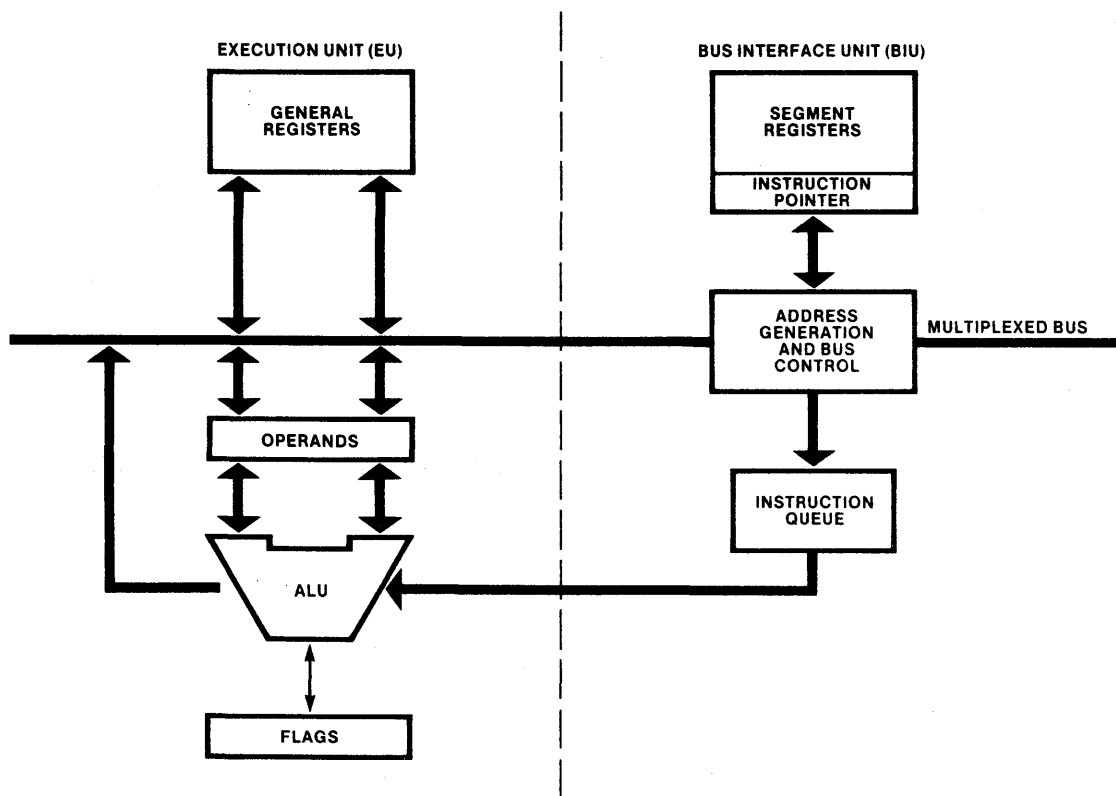 EXECUTION UNIT (EU)
GENERAL
REGISTERS
OPERANDS
ALU
FLAGS
BUS INTERFACE UNIT (BIU)
SEGMENT
REGISTERS
INSTRUCTION
POINTER
ADDRESS
GENERATION
AND BUS
CONTROL
MULTIPLEXED BUS
INSTRUCTION
QUEUE